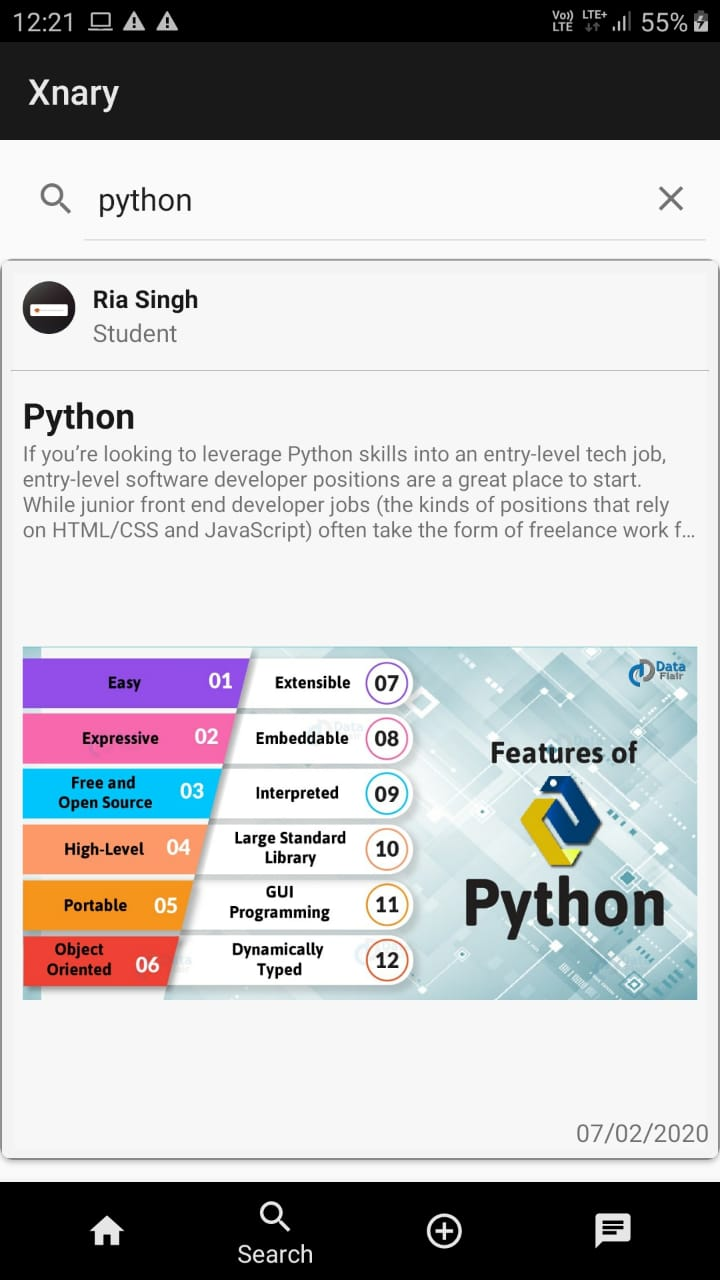 12:21
Vo)) LTE LTE+ 55%
Xnary
python
Ria Singh
Student
Python
If you’re looking to leverage Python skills into an entry-level tech job,
entry-level software developer positions are a great place to start.
While junior front end developer jobs (the kinds of positions that rely
on HTML/CSS and JavaScript) often take the form of freelance work f...
Easy 01
Expressive 02
Free and
Open Source 03
High-Level 04
Portable 05
Object
Oriented 06
Extensible 07
Embeddable 08
Interpreted 09
Large Standard
Library 10
GUI
Programming 11
Dynamically
Typed 12
Data
Flair
Features of
Python
07/02/2020
Search